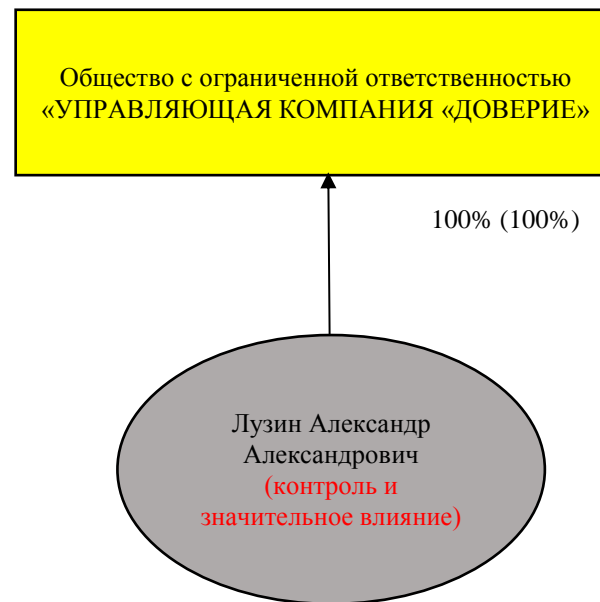 Общество с ограниченной ответственностью
«УПРАВЛЯЮЩАЯ КОМПАНИЯ «ДОВЕРИЕ»
100% (100%)
Лузин Александр
Александрович
(контроль и
значительное влияние)